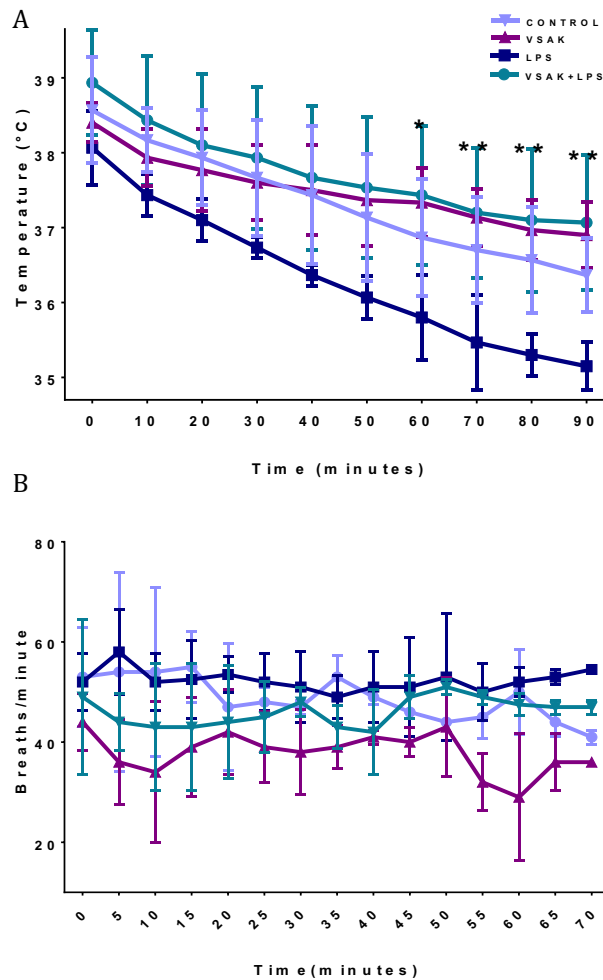 A
CONTROL
VSAK
LPS
VSAK+LPS
39
38
37
36
35
Temperature (°C)
* ** ** **
0 10 20 30 40 50 60 70 80 90
Time (minutes)
B
80
60
40
20
Breaths/minute
0 5 10 15 20 25 30 35 40 45 50 55 60 65 70
Time(minutes)